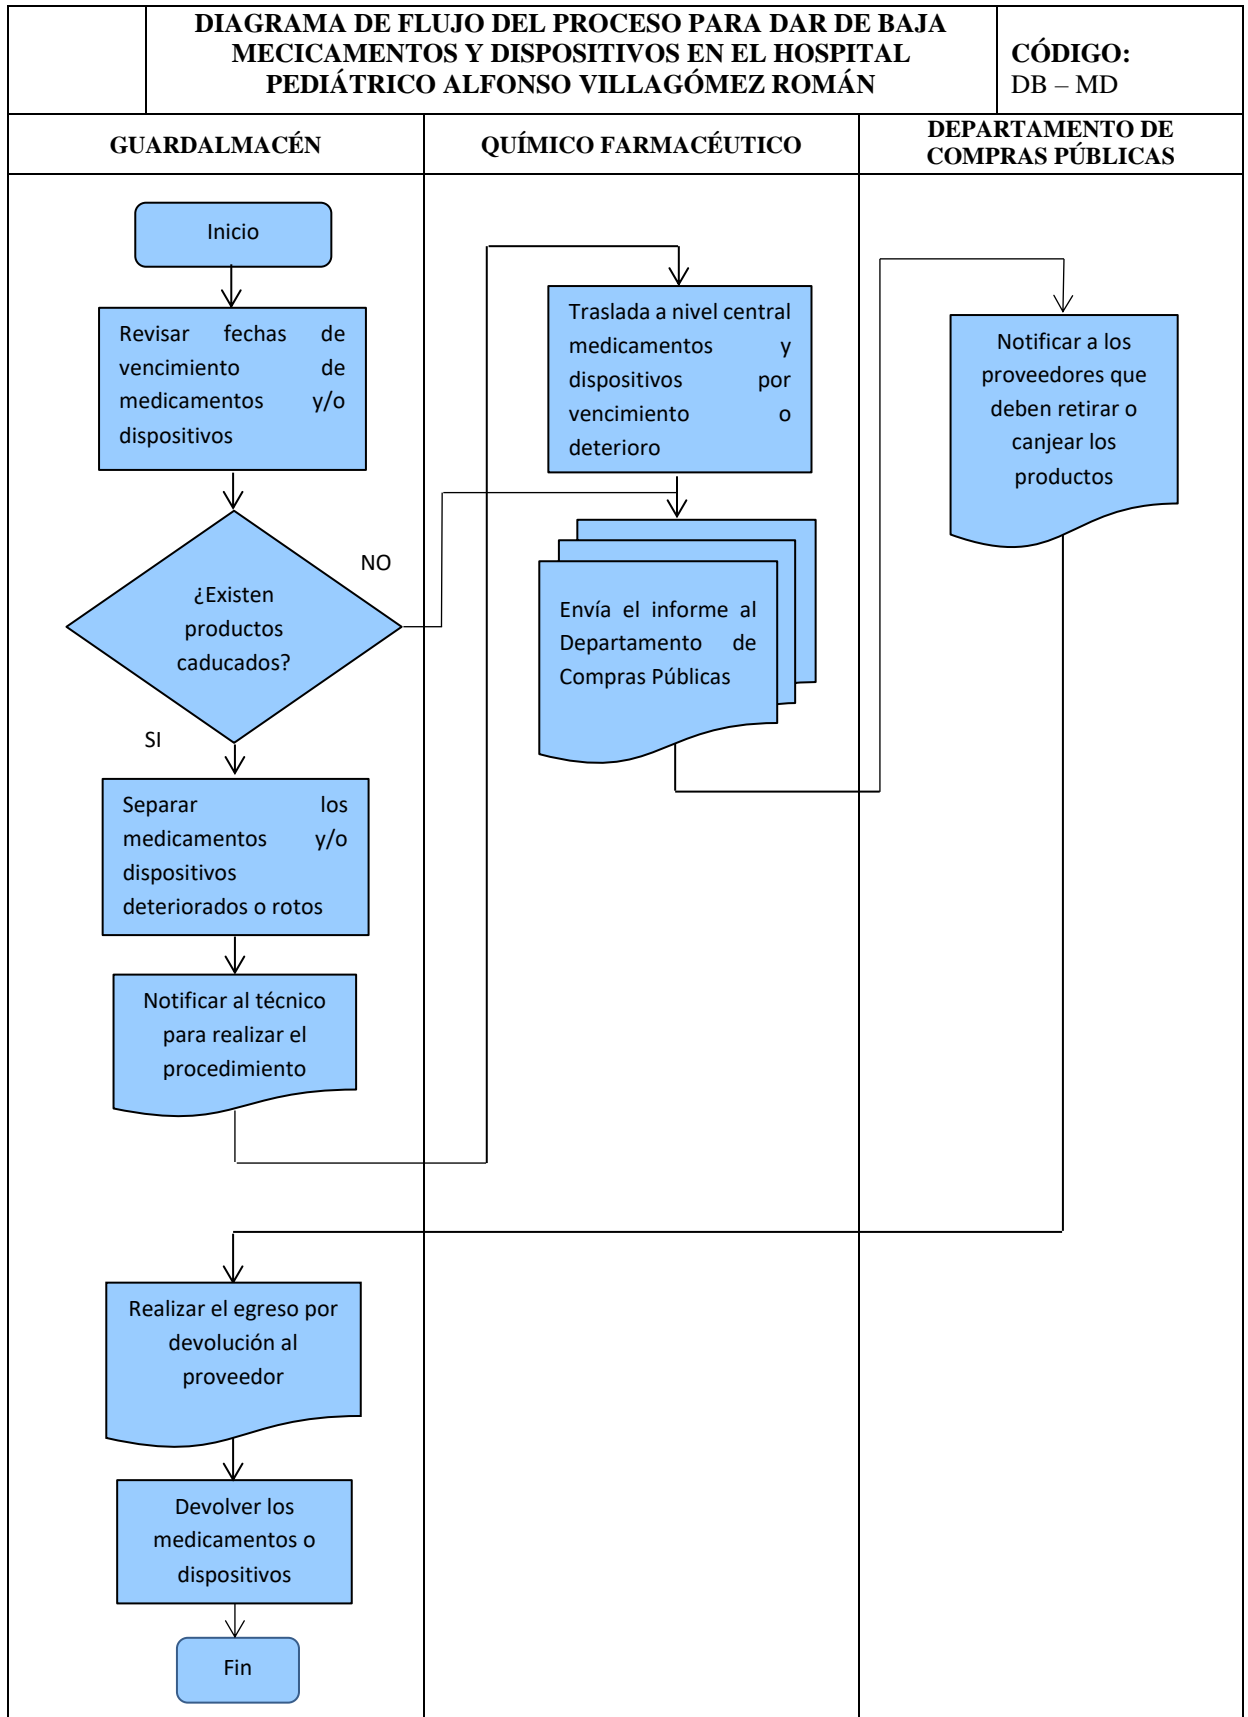 DIAGRAMA DE FLUJO DEL PROCESO PARA DAR DE BAJA
MECICAMENTOS Y DISPOSITIVOS EN EL HOSPITAL
PEDIÁTRICO ALFONSO VILLAGÓMEZ ROMÁN
CÓDIGO:
DB – MD
GUARDALMACÉN
QUÍMICO FARMACÉUTICO
DEPARTAMENTO DE
COMPRAS PÚBLICAS
Inicio
Revisar fechas de
vencimiento de
medicamentos y/o
dispositivos
¿Existen
productos
caducados?
NO
SI
Separar los
medicamentos y/o
dispositivos
deteriorados o rotos
Notificar al técnico
para realizar el
procedimiento
Traslada a nivel central
medicamentos y
dispositivos por
vencimiento o
deterioro
Envía el informe al
Departamento de
Compras Públicas
Notificar a los
proveedores que
deben retirar o
canjear los
productos
Realizar el egreso por
devolución al
proveedor
Devolver los
medicamentos o
dispositivos
Fin